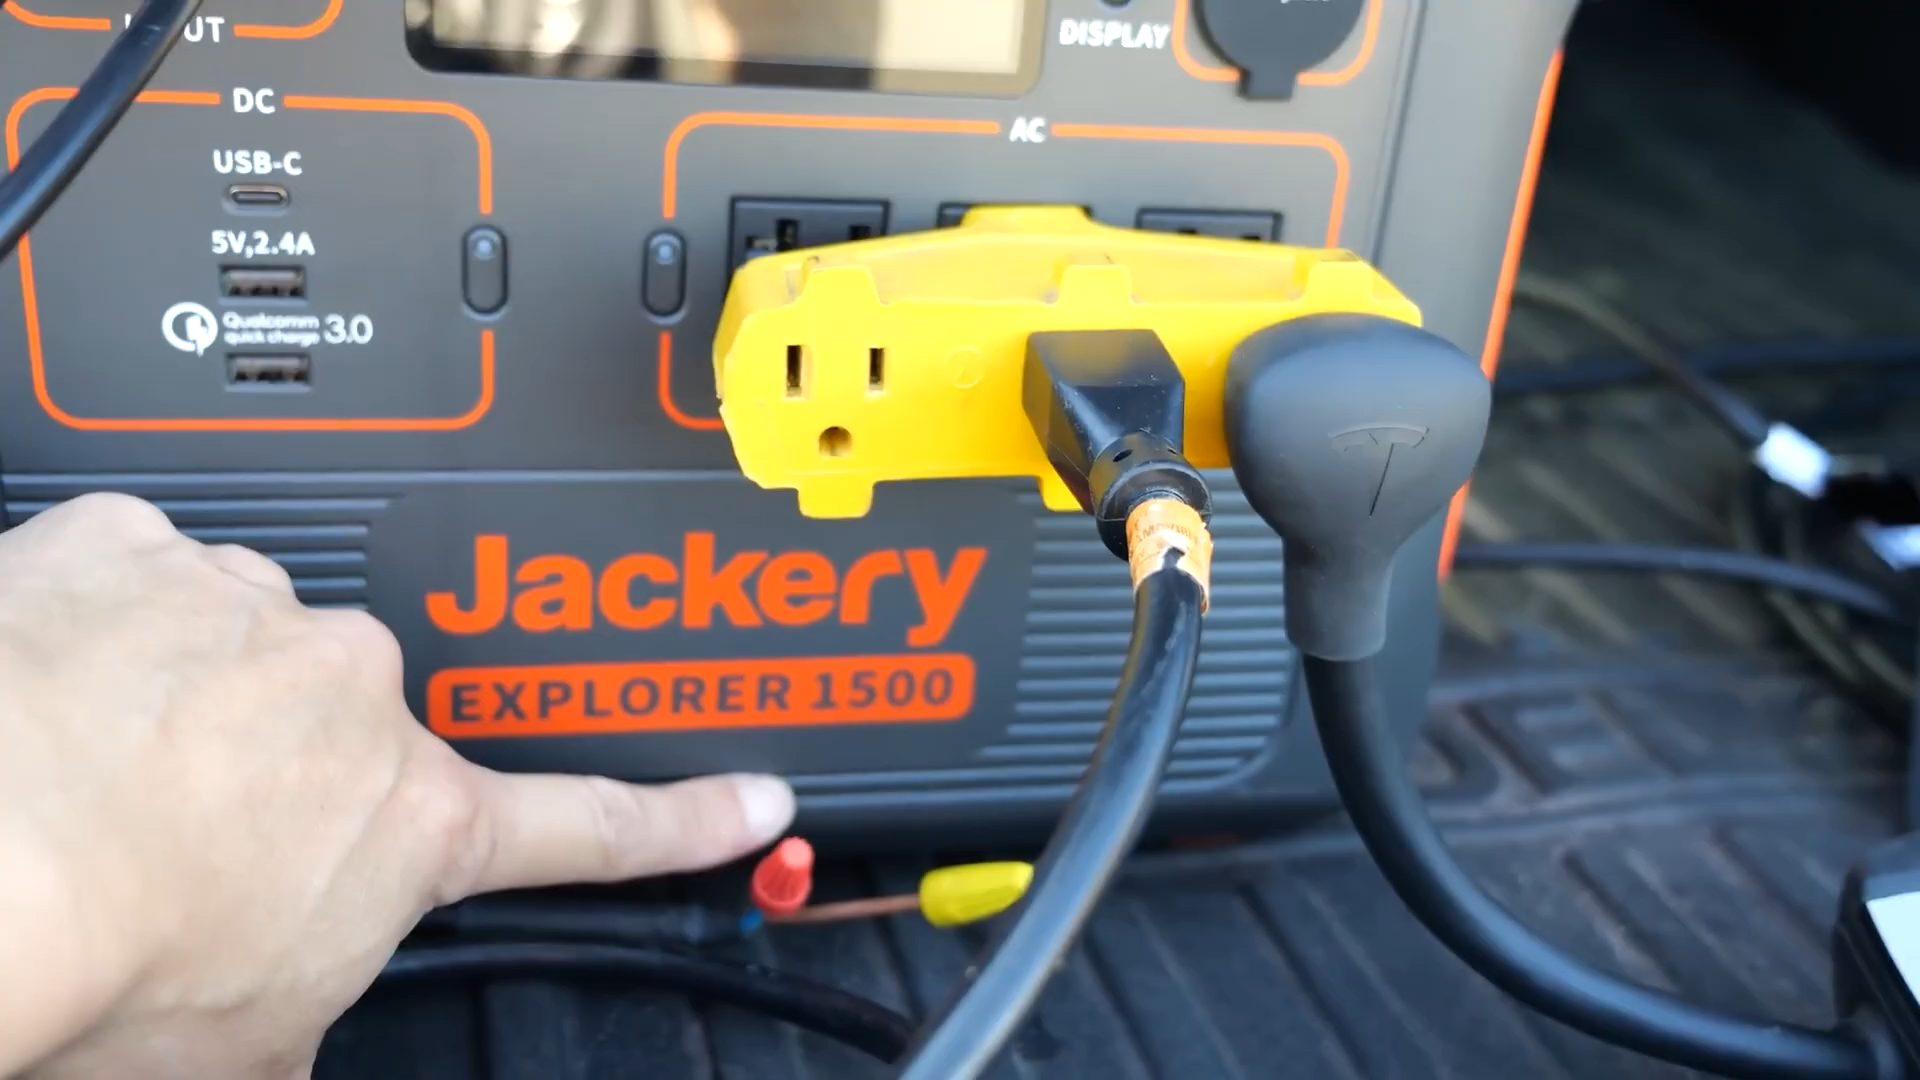 DISPLAY
DC
AC
USB-C
5V,2.4A
Qualcomm
quick charge 3.0
Jackery
EXPLORER 1500